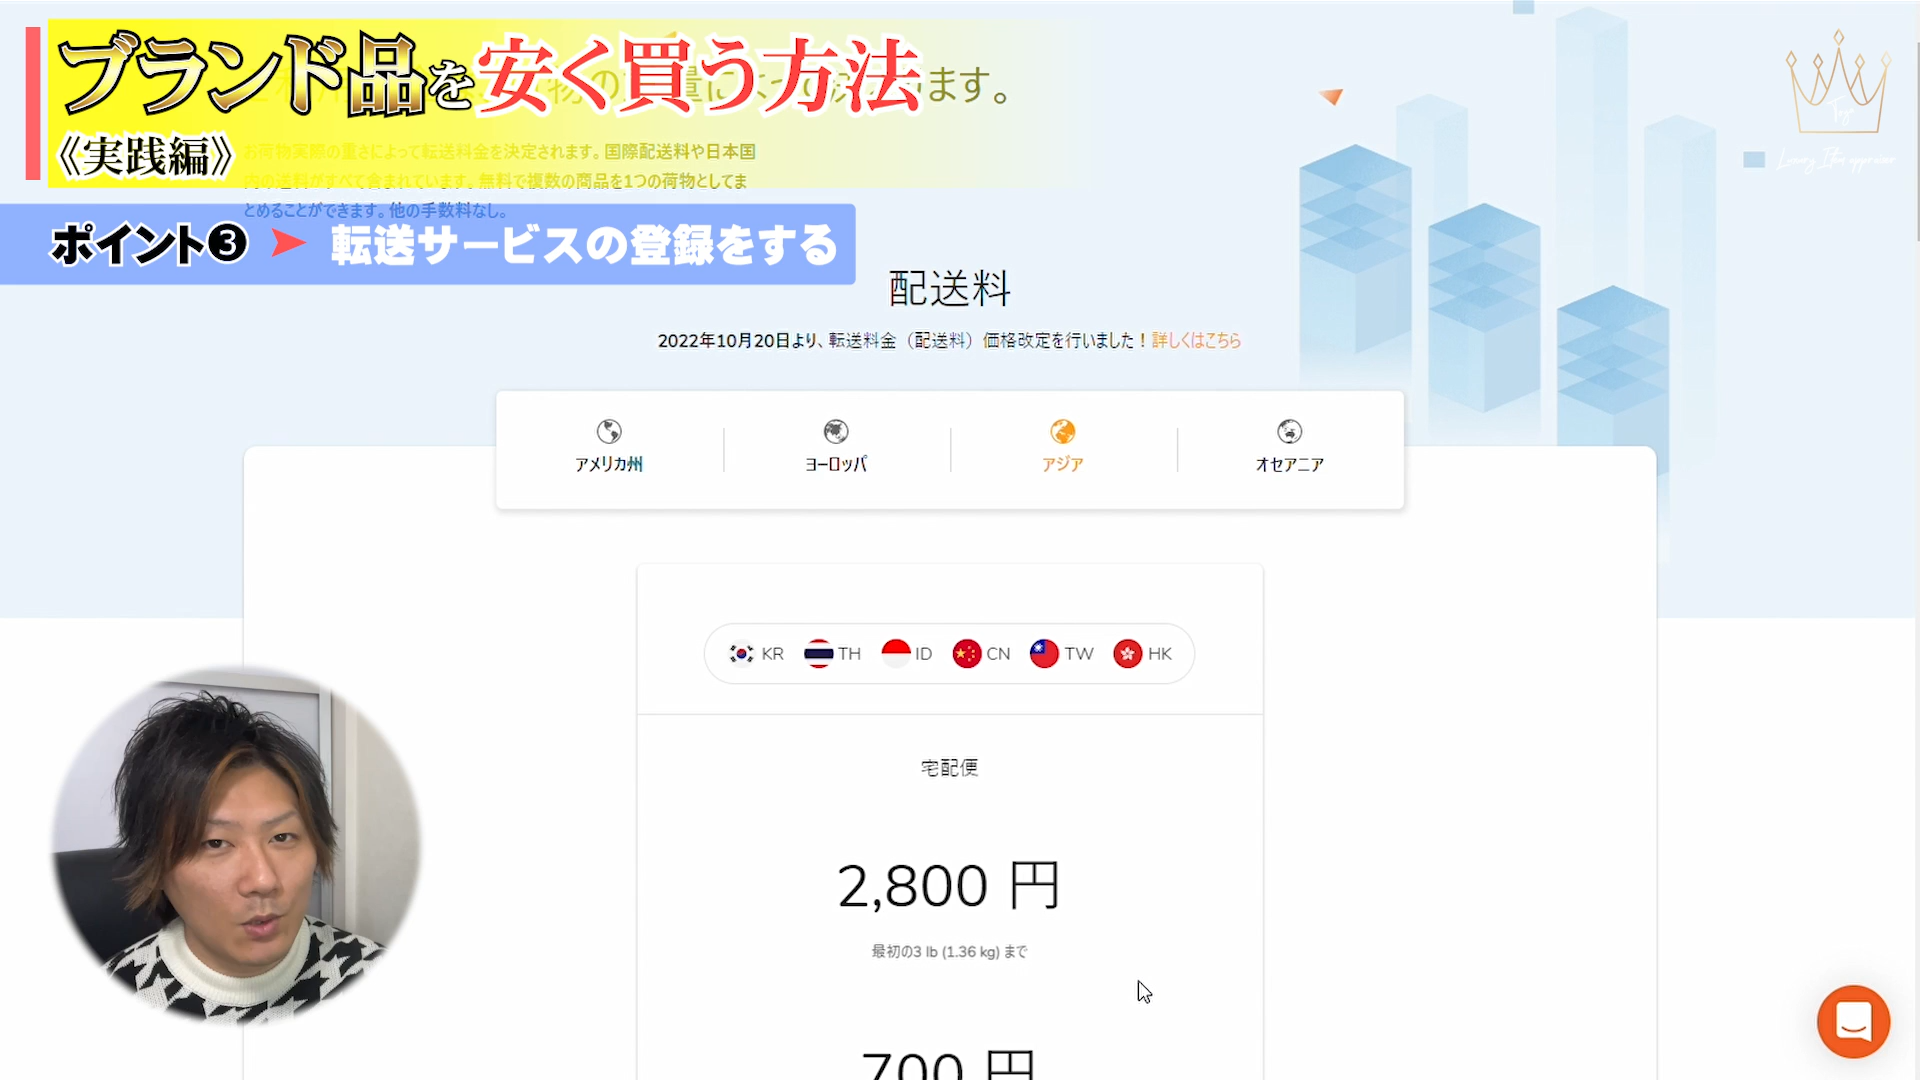 ブランド品を安く買う方法
ます。
《実践編》
お荷物実際の重さによって転送料金を決定されます。国際配送料や日本国
内の送料がすべて含まれています。無料で複数の商品を1つの荷物としてま
とめることができます。他の手数料なし。
ポイント❸ ➤ 転送サービスの登録をする
配送料
2022年10月20日より、転送料金（配送料）価格改定を行いました！詳しくはこちら
アメリカ州
ヨーロッパ
アジア
オセアニア
KR TH ID CN TW HK
宅配便
2,800 円
最初の3 lb (1.36 kg) まで
700 円